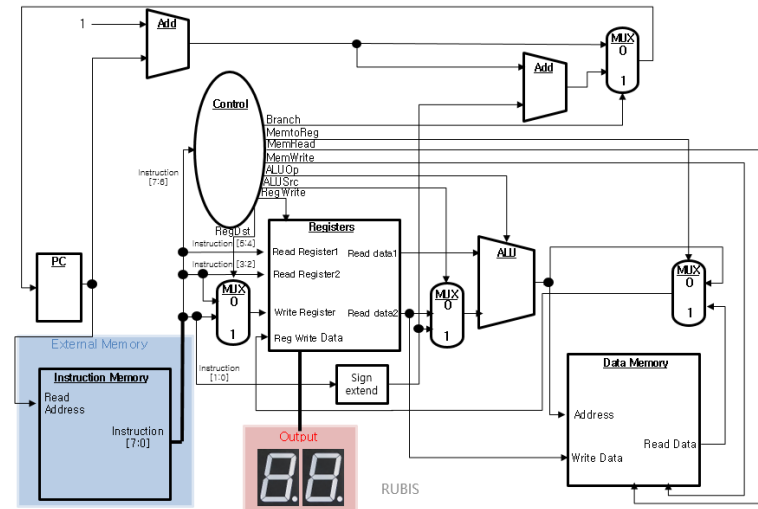 1
Add
MUX
0
1
Add
Control
Branch
MemtoReg
MemRead
MemWrite
ALUOp
ALUSrc
RegWrite
RegDst
Instruction
[7:6]
Instruction [5:4]
Instruction [3:2]
Registers
Read Register1
Read data1
Read Register2
Write Register
Read data2
Reg Write Data
ALU
MUX
0
1
MUX
0
1
MUX
0
1
PC
External Memory
Instruction Memory
Read
Address
Instruction
[7:0]
Instruction
[1:0]
Sign
extend
Data Memory
Address
Read Data
Write Data
Output
RUBIS